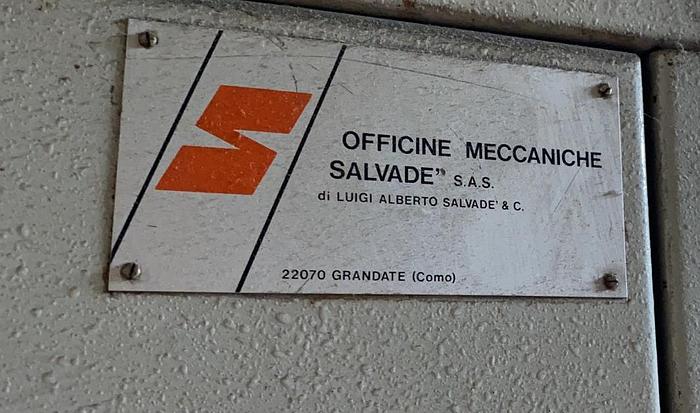 OFFICINE MECCANICHE
SALVADE" S.A.S.
di LUIGI ALBERTO SALVADE' & C.
22070 GRANDATE (Como)